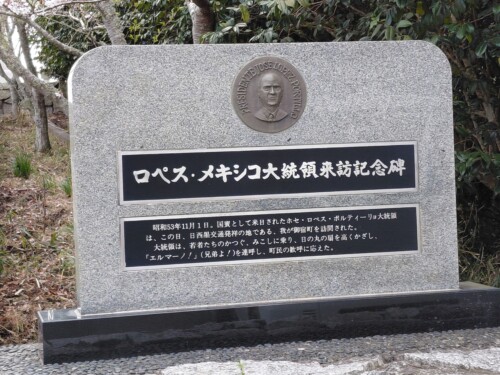 PRESIDENTE JOSE LOPEZ PORTILLO
ロペス・メキシコ大統領来訪記念碑
昭和53年11月1日。国賓として来日されたホセ・ロペス・ポルティーリョ大統領
は、この日、日西墨交通発祥の地である、我が御宿町を訪問された。
大統領は、若者たちのかつぐ、みこしに乗り、日の丸の扇を高くかざし、
「エルマーノ!」(兄弟よ!)を連呼し、町民の歓呼に応えた。